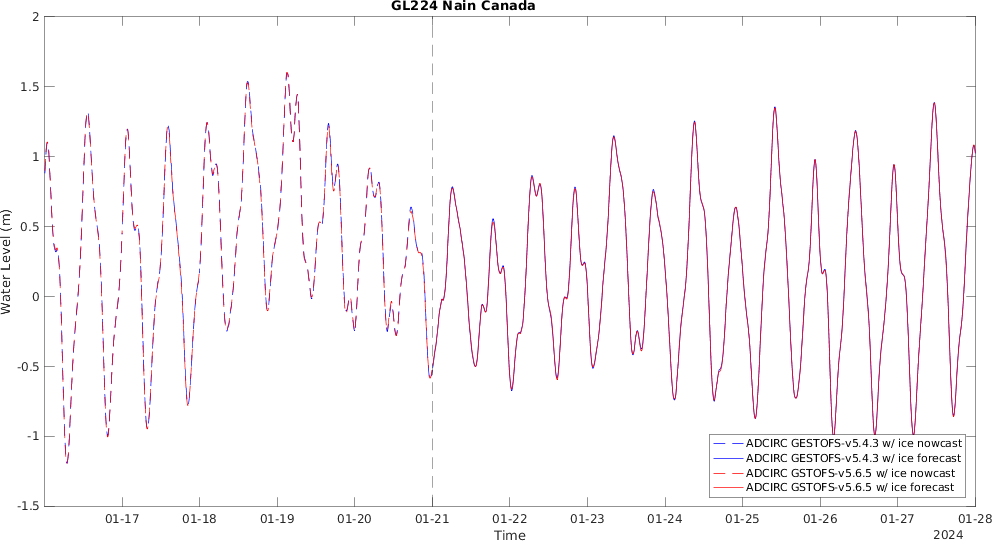 GL224 Nain Canada
2
1.5
1
0.5
0
-0.5
-1
-1.5
Water Level (m)
ADCIRC GESTOFS-v5.4.3 w/ ice nowcast
ADCIRC GESTOFS-v5.4.3 w/ ice forecast
ADCIRC GSTOFS-v5.6.5 w/ ice nowcast
ADCIRC GSTOFS-v5.6.5 w/ ice forecast
01-17 01-18 01-19 01-20 01-21 01-22 01-23 01-24 01-25 01-26 01-27 01-28
Time
2024